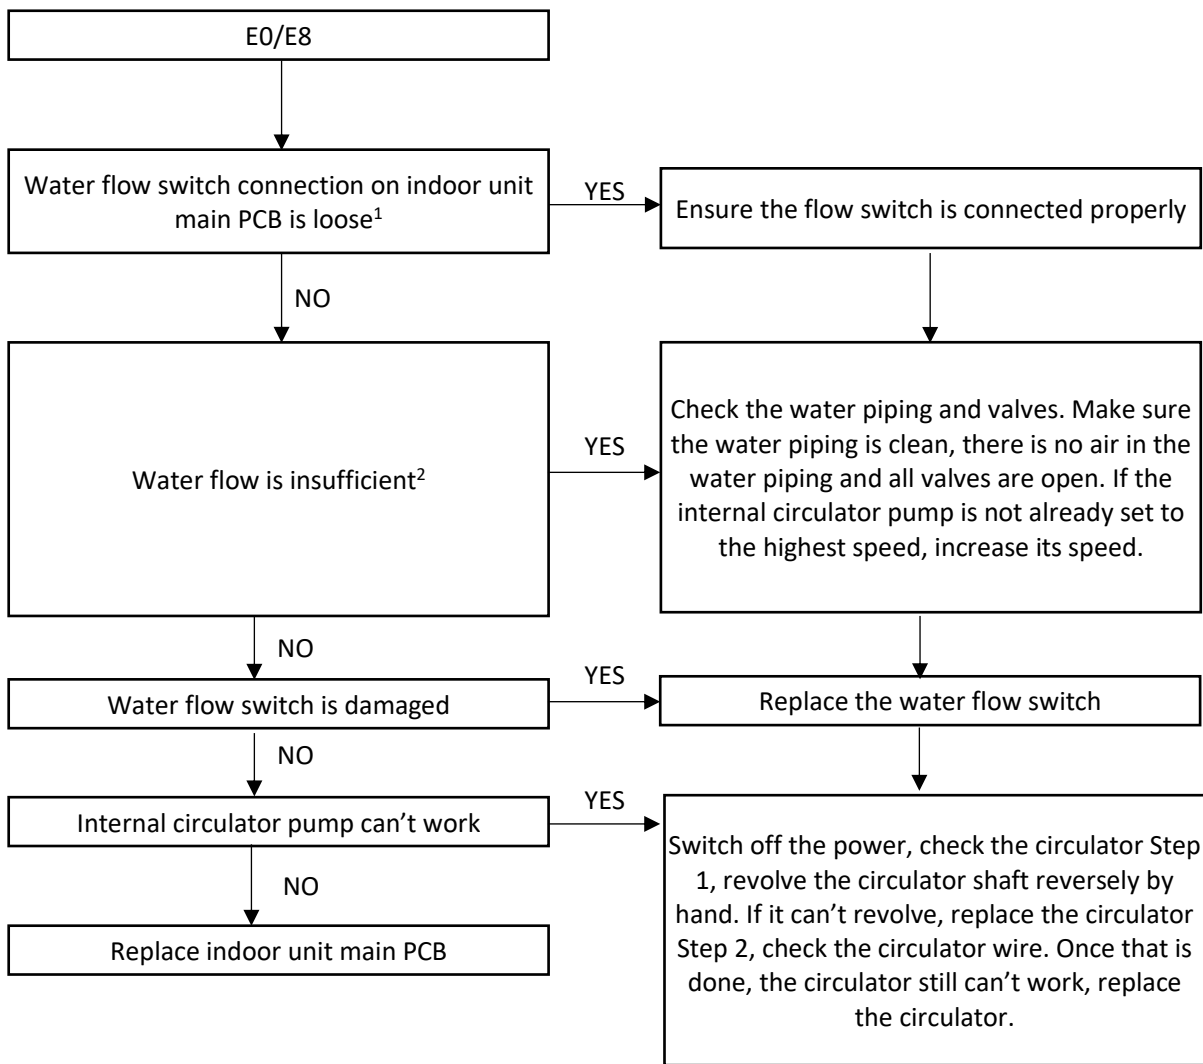 E0/E8
Water flow switch connection on indoor unit
main PCB is loose¹
YES
Ensure the flow switch is connected properly
NO
Water flow is insufficient²
YES
Check the water piping and valves. Make sure
the water piping is clean, there is no air in the
water piping and all valves are open. If the
internal circulator pump is not already set to
the highest speed, increase its speed.
NO
Water flow switch is damaged
YES
Replace the water flow switch
NO
Internal circulator pump can't work
YES
Switch off the power, check the circulator Step
1, revolve the circulator shaft reversely by
hand. If it can't revolve, replace the circulator
Step 2, check the circulator wire. Once that is
done, the circulator still can't work, replace
the circulator.
NO
Replace indoor unit main PCB